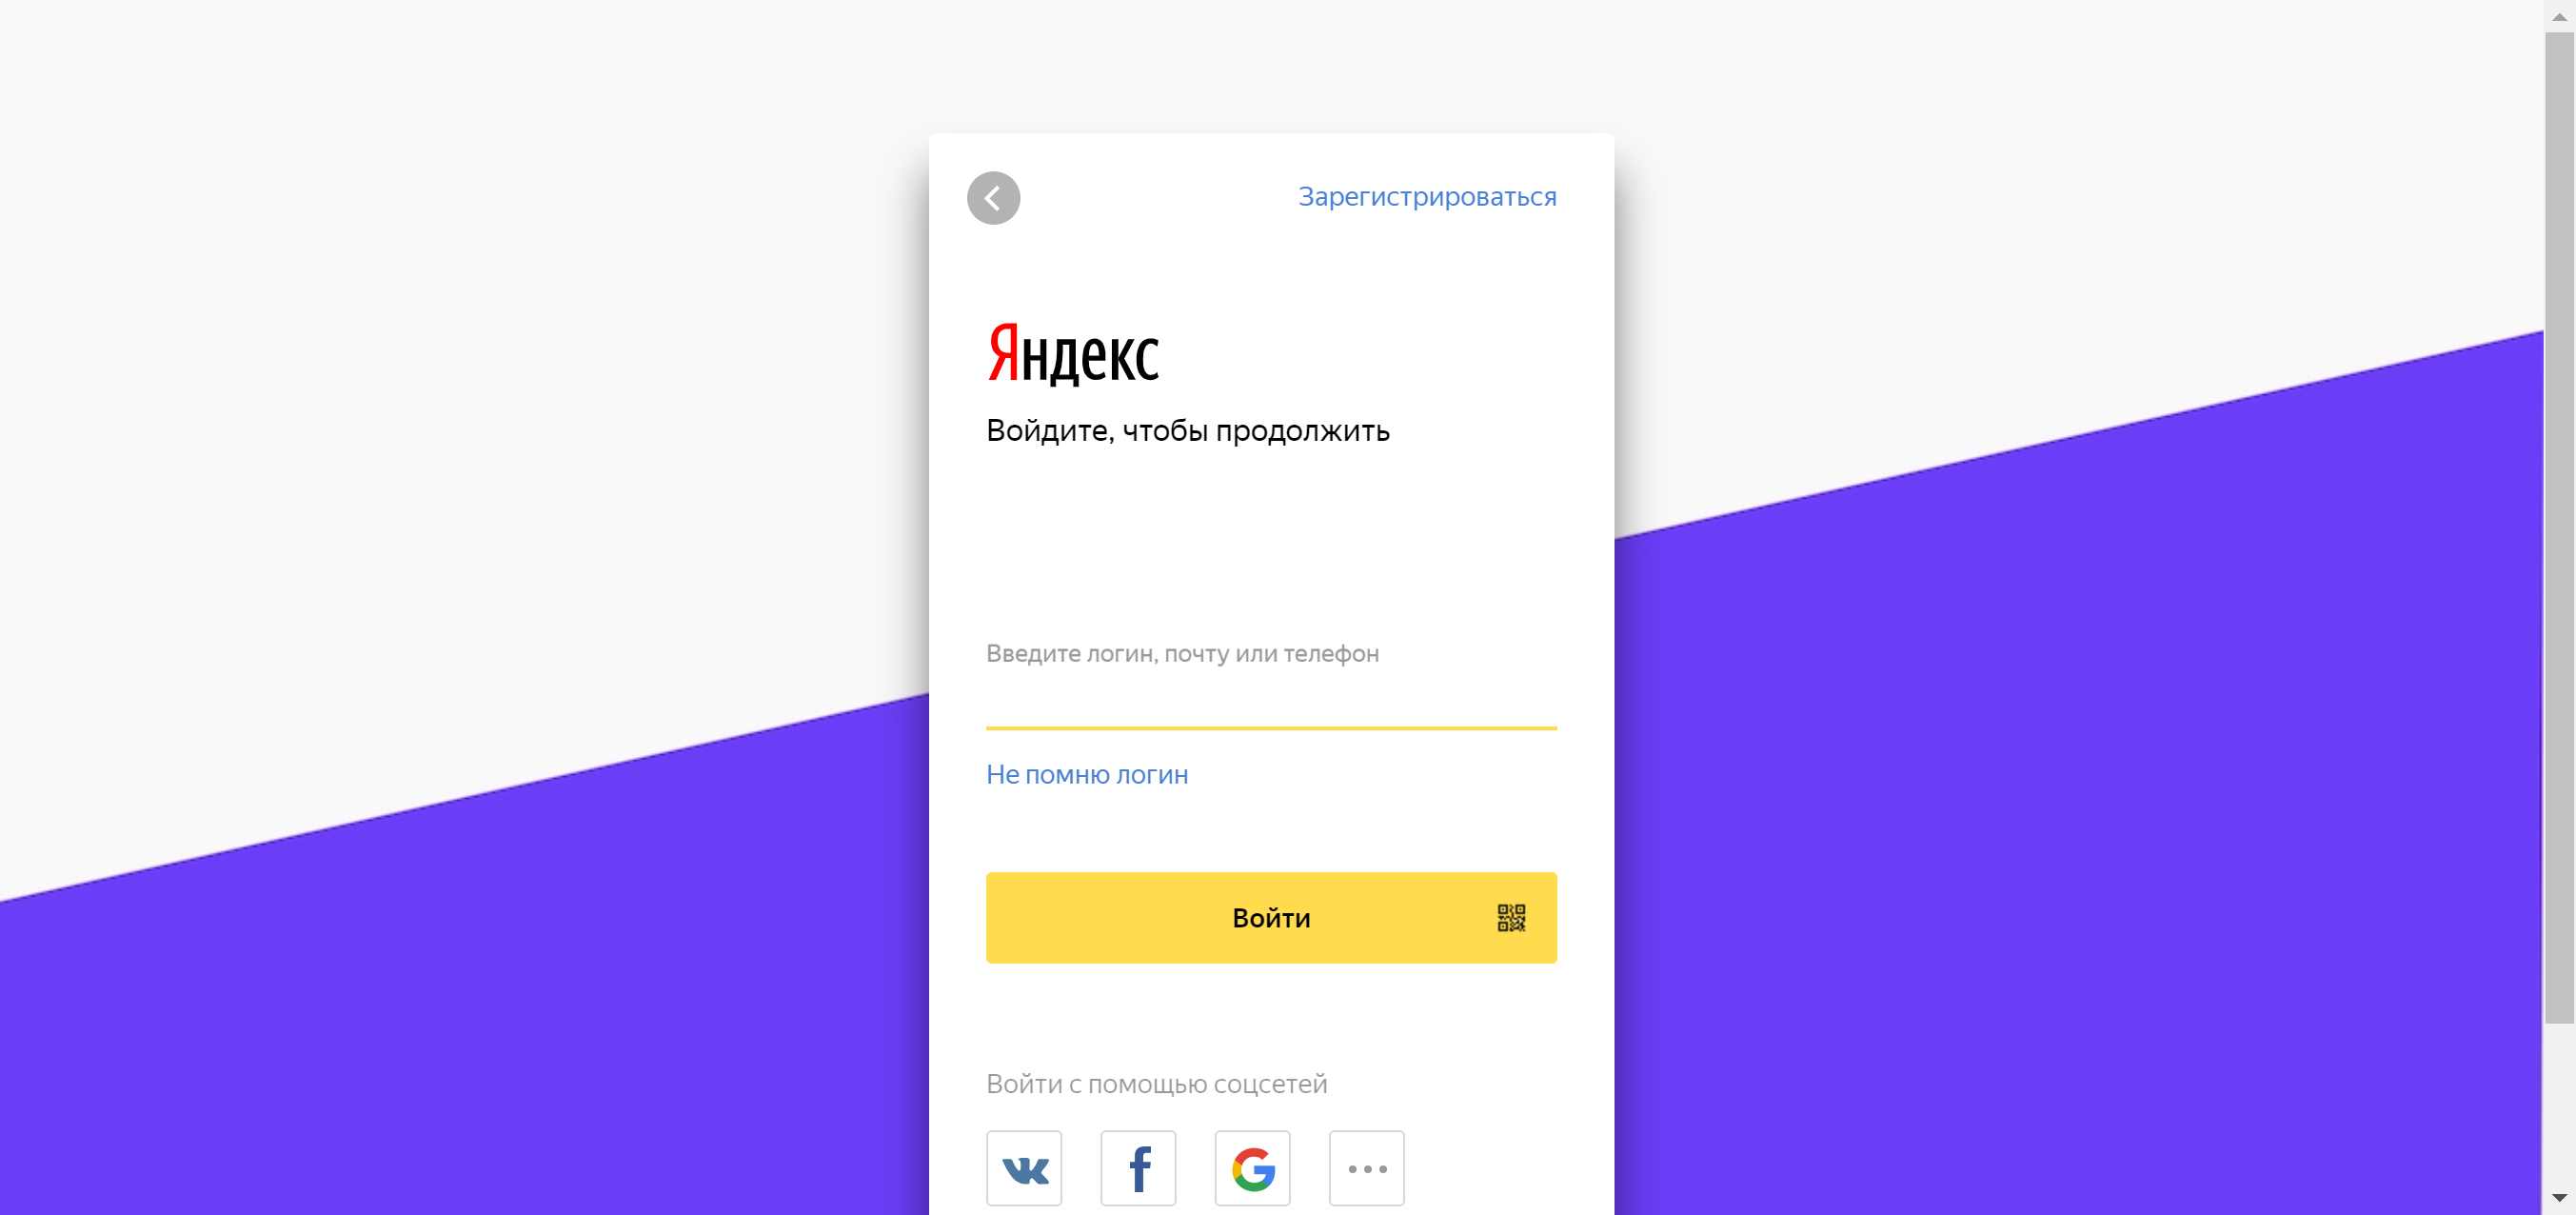 Зарегистрироваться
Яндекс
Войдите, чтобы продолжить
Введите логин, почту или телефон
Не помню логин
Войти
Войти с помощью соцсетей